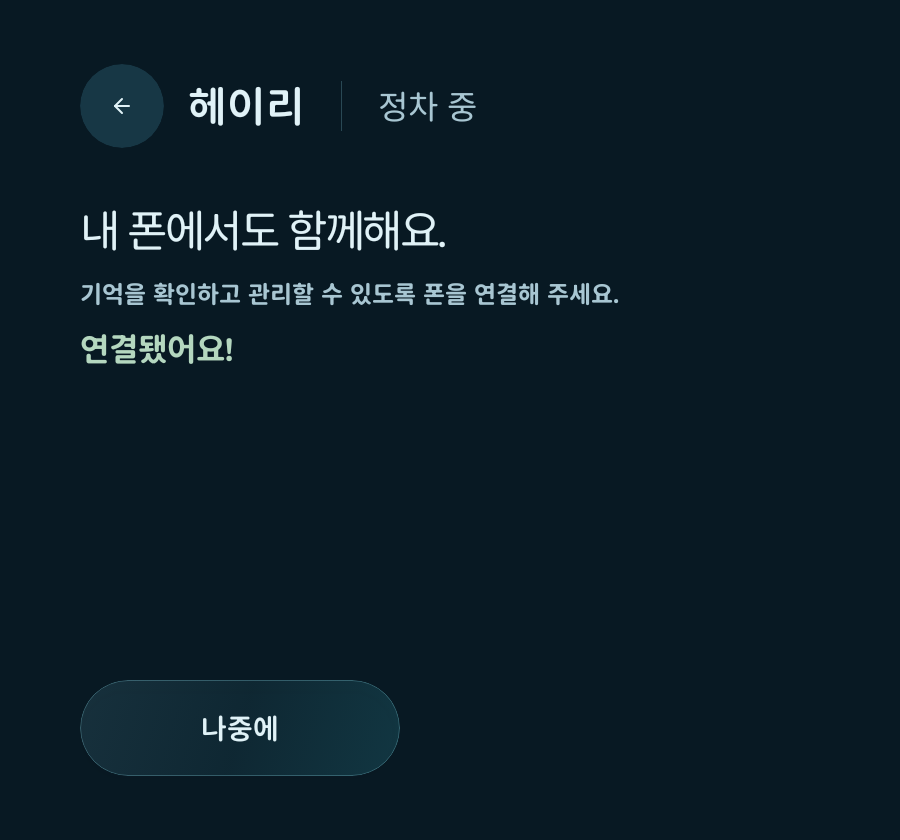 헤이리 정차 중
내 폰에서도 함께해요.
기억을 확인하고 관리할 수 있도록 폰을 연결해 주세요.
연결됐어요!
나중에